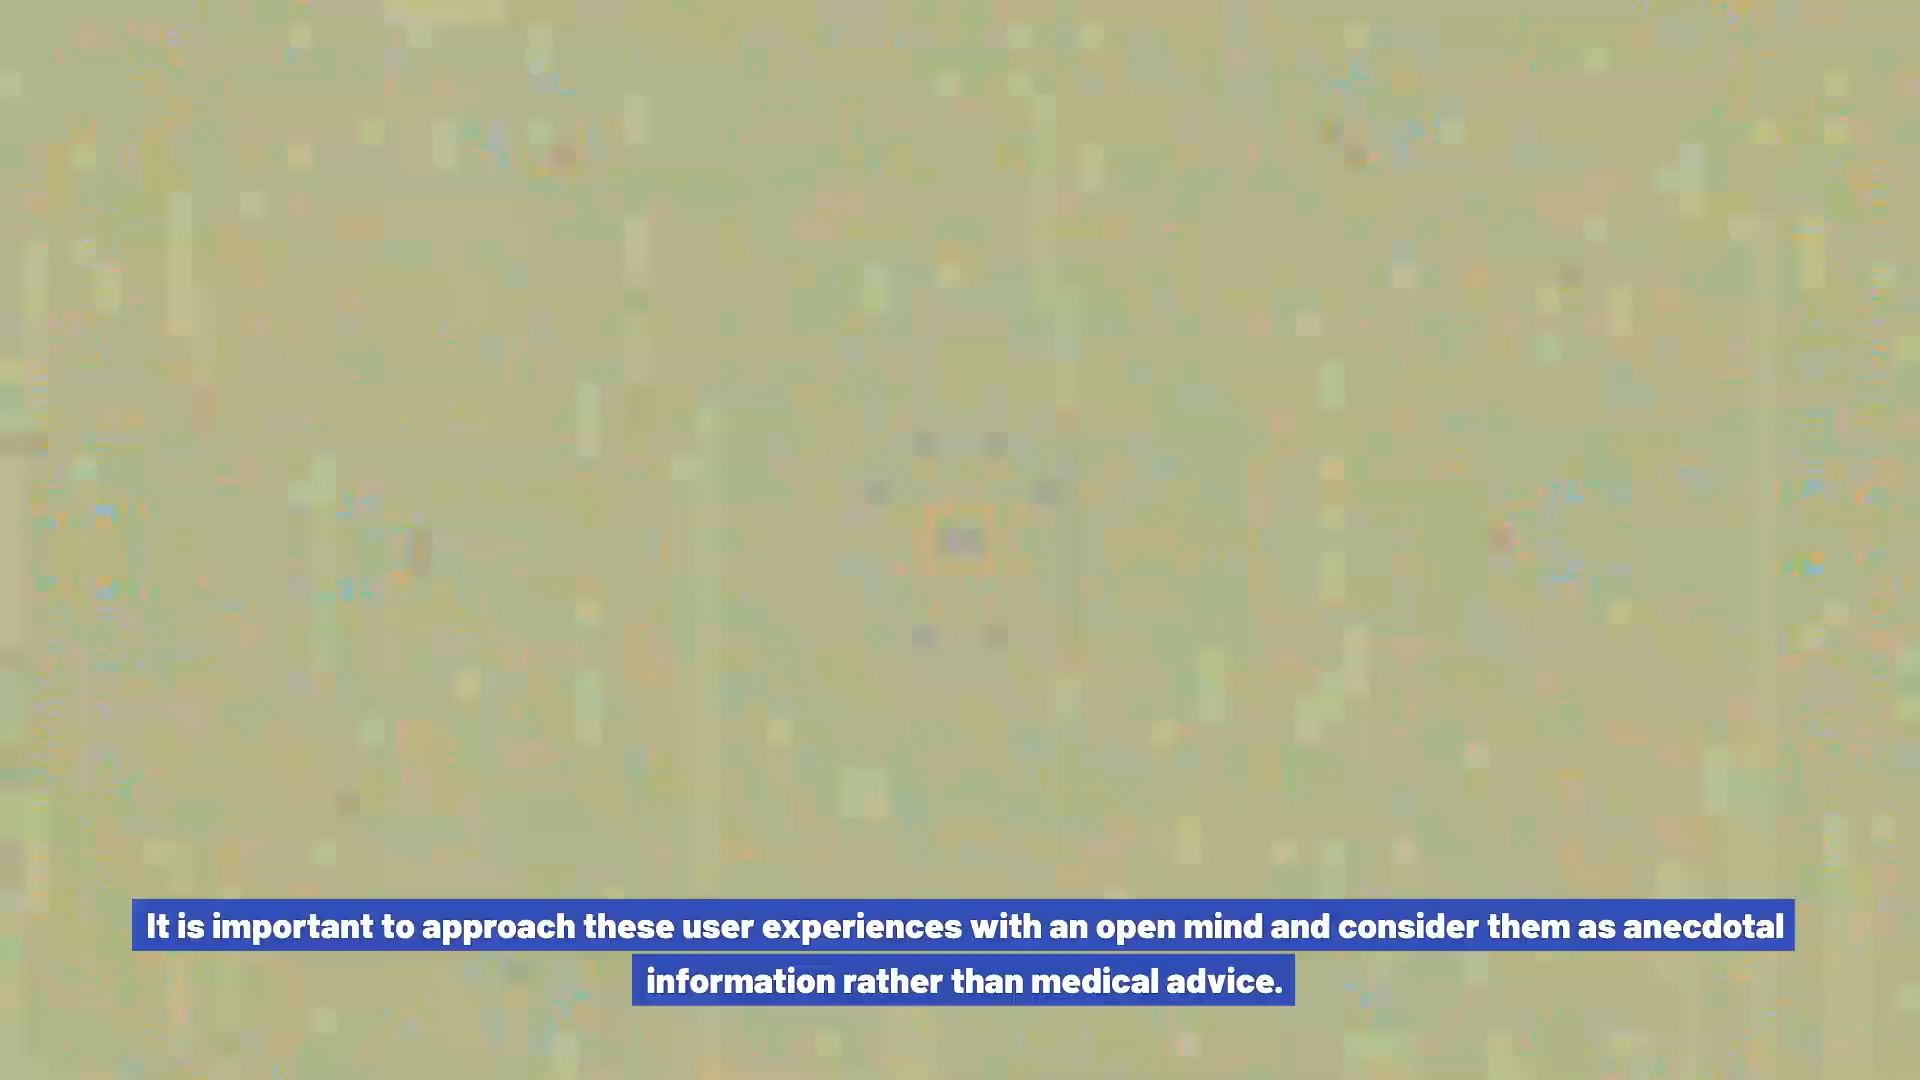 It is important to approach these user experiences with an open mind and consider them as anecdotal
information rather than medical advice.